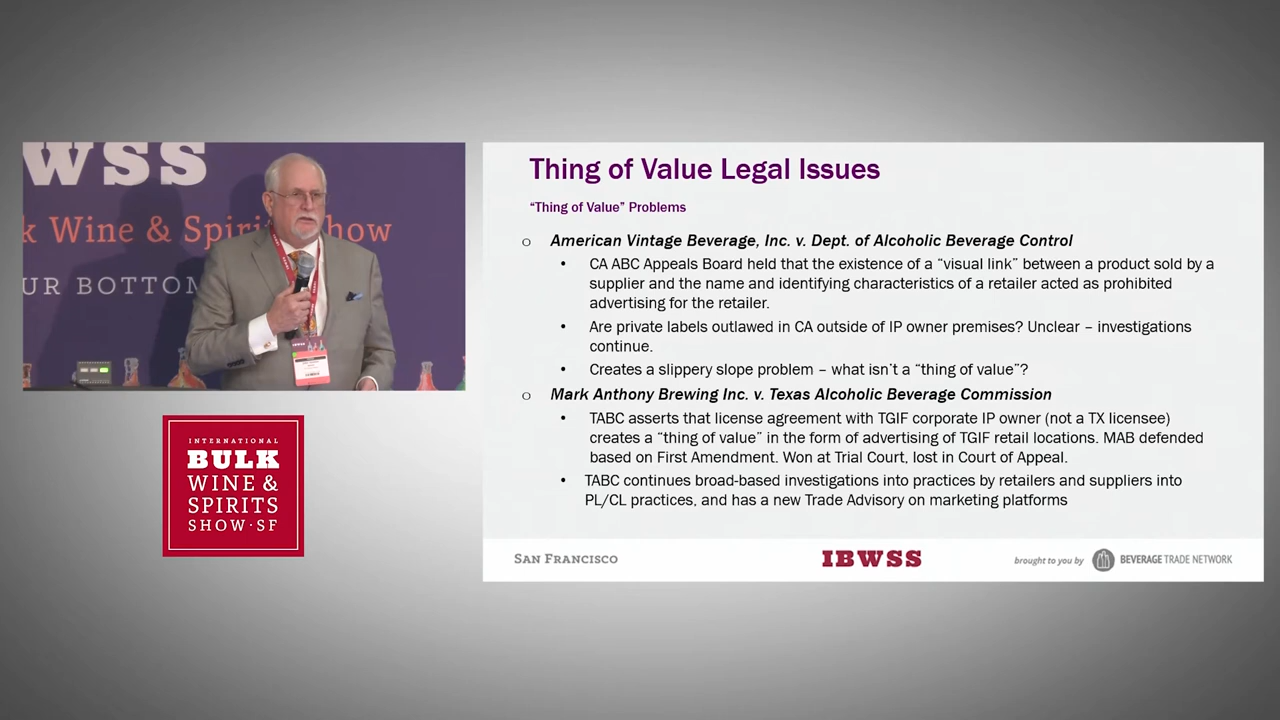 WSS
k Wine & Spiri Show
UR BOTTOM
INTERNATIONAL
BULK
WINE &
SPIRITS
SHOW·SF
Thing of Value Legal Issues
“Thing of Value” Problems
o American Vintage Beverage, Inc. v. Dept. of Alcoholic Beverage Control
• CA ABC Appeals Board held that the existence of a “visual link” between a product sold by a
supplier and the name and identifying characteristics of a retailer acted as prohibited
advertising for the retailer.
• Are private labels outlawed in CA outside of IP owner premises? Unclear – investigations
continue.
• Creates a slippery slope problem – what isn’t a “thing of value”?
o Mark Anthony Brewing Inc. v. Texas Alcoholic Beverage Commission
• TABC asserts that license agreement with TGIF corporate IP owner (not a TX licensee)
creates a “thing of value” in the form of advertising of TGIF retail locations. MAB defended
based on First Amendment. Won at Trial Court, lost in Court of Appeal.
• TABC continues broad-based investigations into practices by retailers and suppliers into
PL/CL practices, and has a new Trade Advisory on marketing platforms
SAN FRANCISCO
IBWSS
brought to you by BEVERAGE TRADE NETWORK